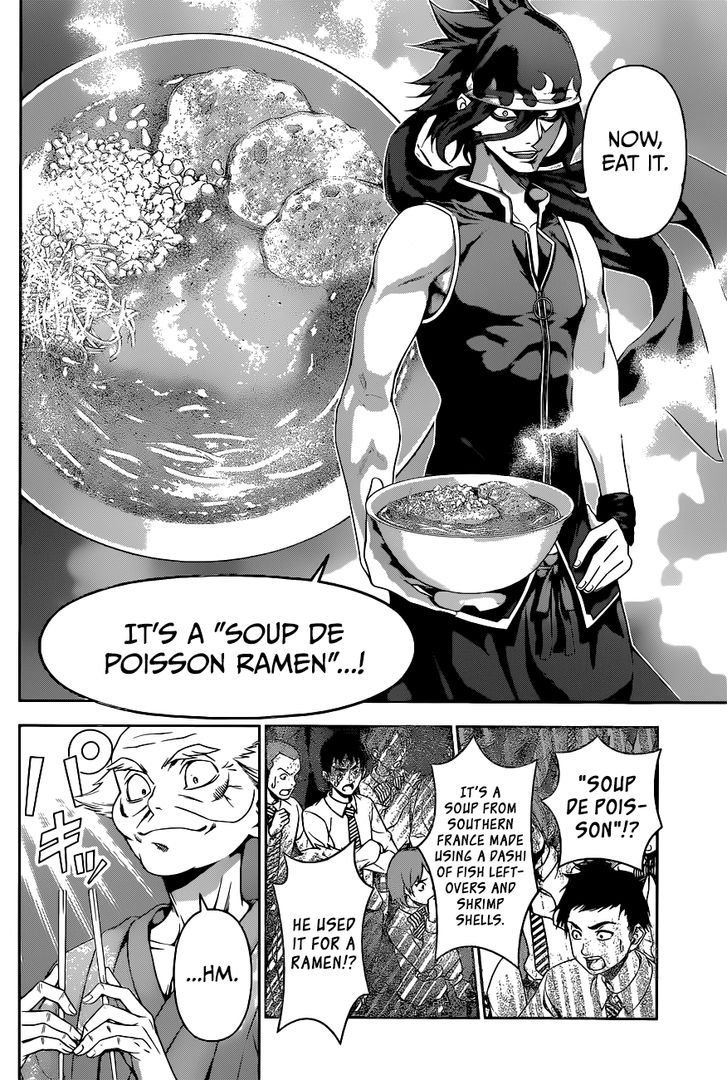 NOW,
EAT IT.
IT'S A "SOUP DE
POISSON RAMEN"...!
"SOUP
DE POIS-
SON"!?
IT'S A
SOUP FROM
SOUTHERN
FRANCE MADE
USING A DASHI
OF FISH LEFT-
OVERS AND
SHRIMP
SHELLS.
HE USED
IT FOR A
RAMEN!?
パキッ
...HM.